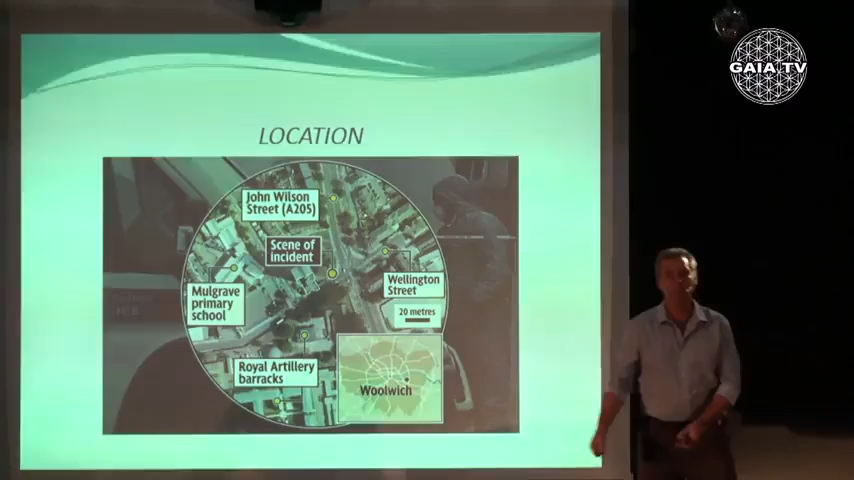 GAIA TV
LOCATION
John Wilson
Street (A205)
Scene of
incident
Mulgrave
primary
school
Wellington
Street
20 metres
Royal Artillery
barracks
Woolwich